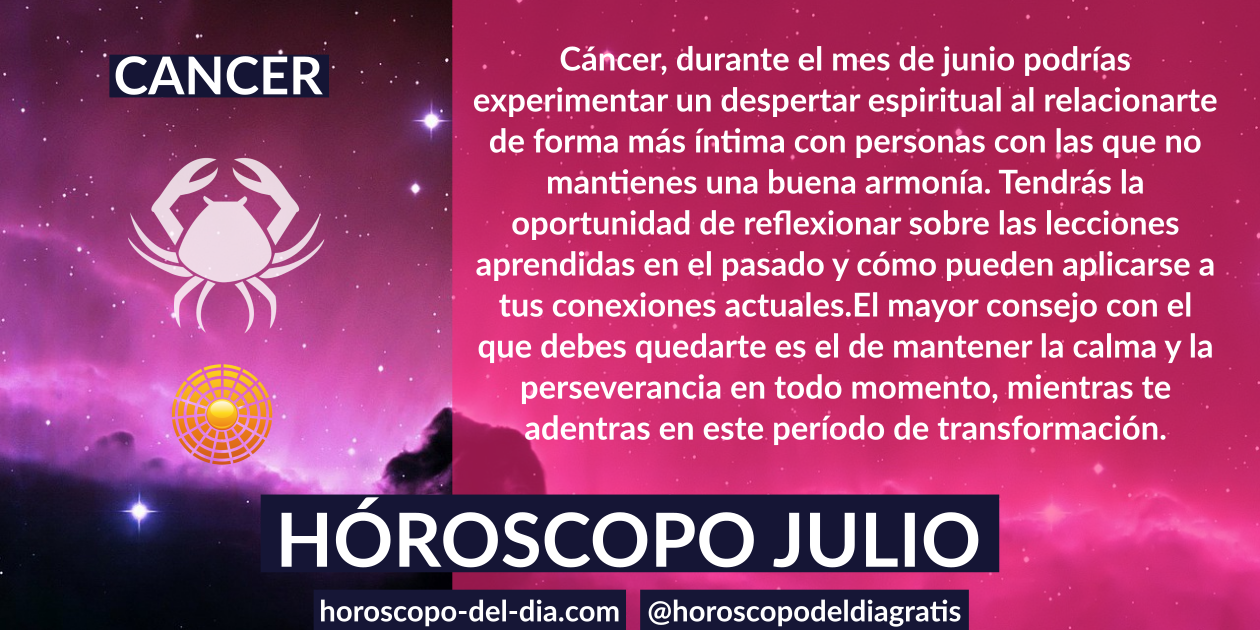 CANCER
Cáncer, durante el mes de junio podrías
experimentar un despertar espiritual al relacionarte
de forma más íntima con personas con las que no
mantienes una buena armonía. Tendrás la
oportunidad de reflexionar sobre las lecciones
aprendidas en el pasado y cómo pueden aplicarse a
tus conexiones actuales.El mayor consejo con el
que debes quedarte es el de mantener la calma y la
perseverancia en todo momento, mientras te
adentras en este período de transformación.
HÓROSCOPO JULIO
horoscopo-del-dia.com
@horoscopodeldiagratis